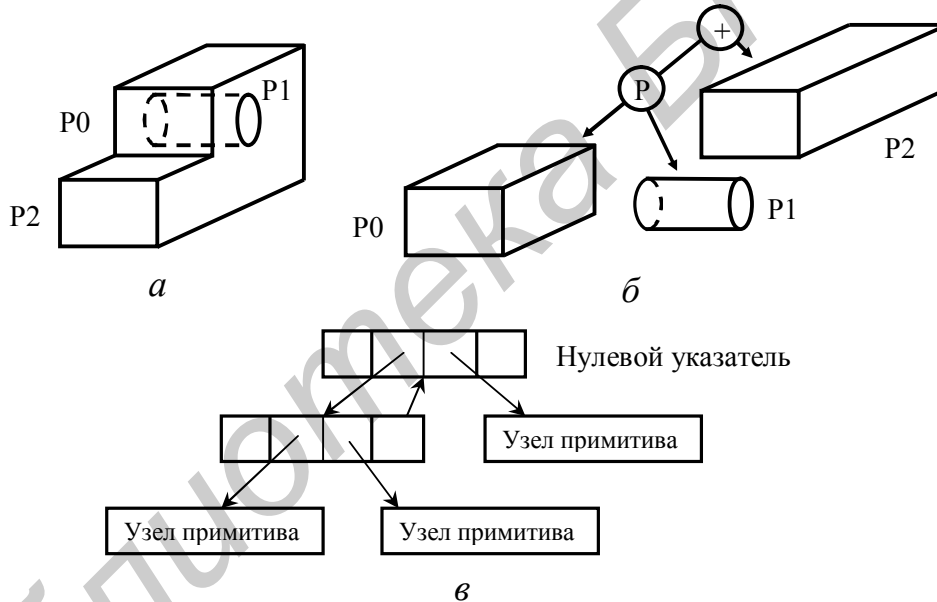 +
P1
P
P0
P2
P2
P1
P0
а
б
Нулевой указатель
Узел примитива
Узел примитива
Узел примитива
в